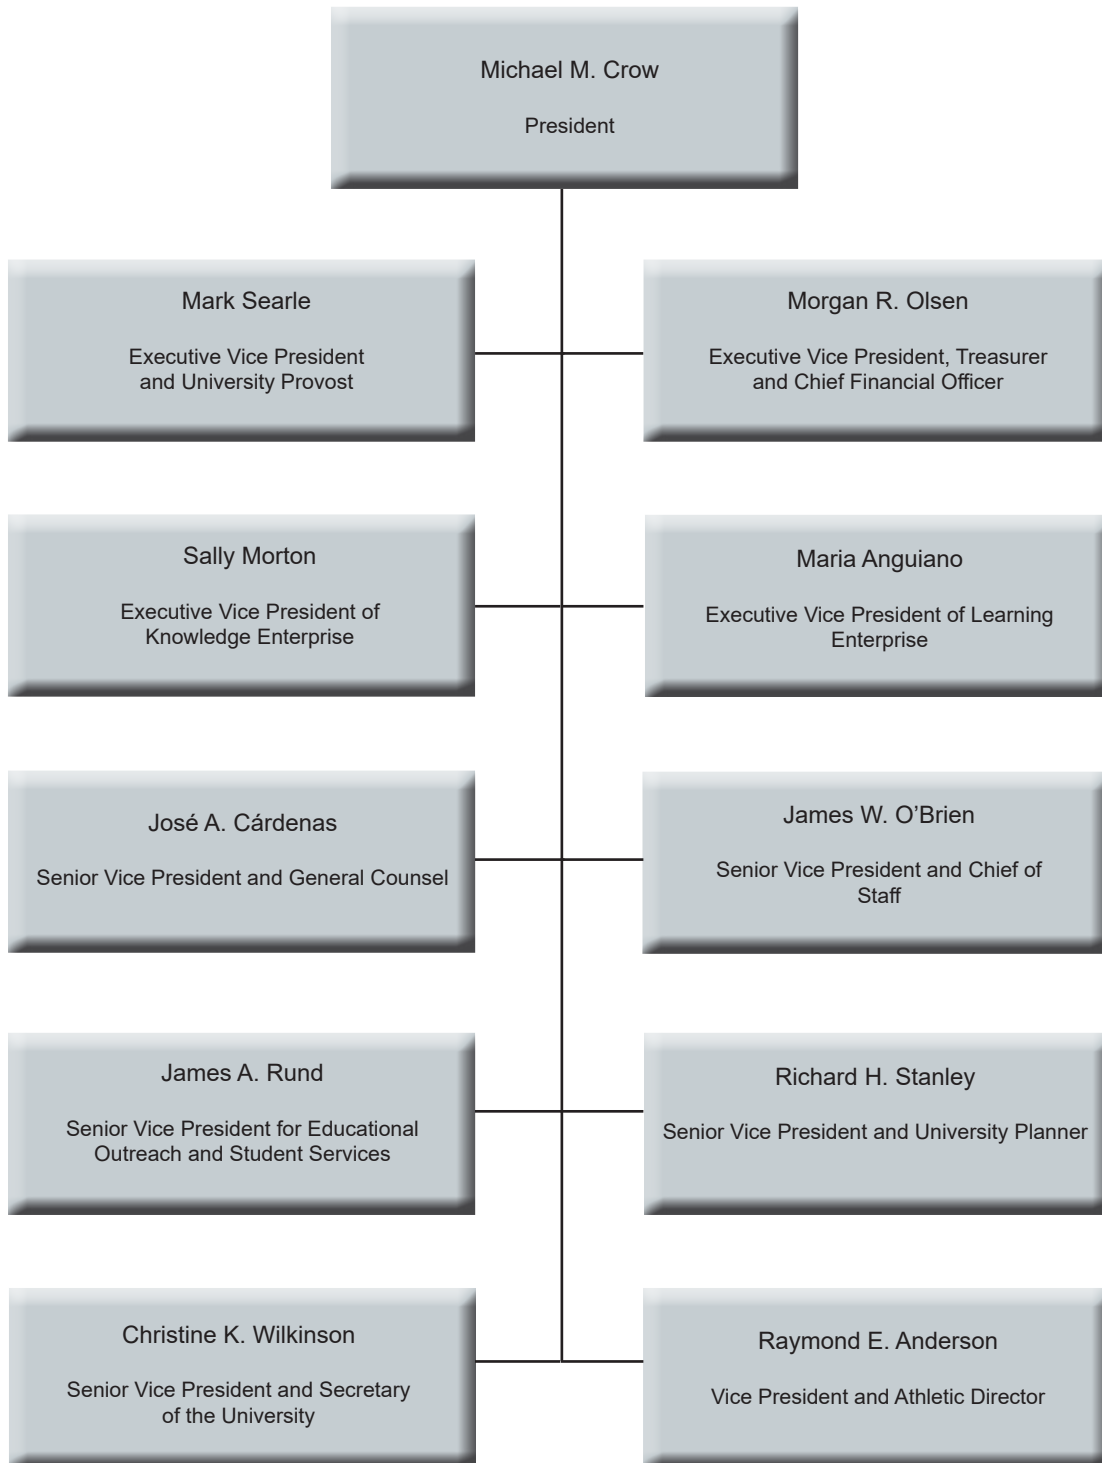 Michael M. Crow
President
Mark Searle
Executive Vice President
and University Provost
Morgan R. Olsen
Executive Vice President, Treasurer
and Chief Financial Officer
Sally Morton
Executive Vice President of
Knowledge Enterprise
Maria Anguiano
Executive Vice President of Learning
Enterprise
José A. Cárdenas
Senior Vice President and General Counsel
James W. O’Brien
Senior Vice President and Chief of
Staff
James A. Rund
Senior Vice President for Educational
Outreach and Student Services
Richard H. Stanley
Senior Vice President and University Planner
Christine K. Wilkinson
Senior Vice President and Secretary
of the University
Raymond E. Anderson
Vice President and Athletic Director